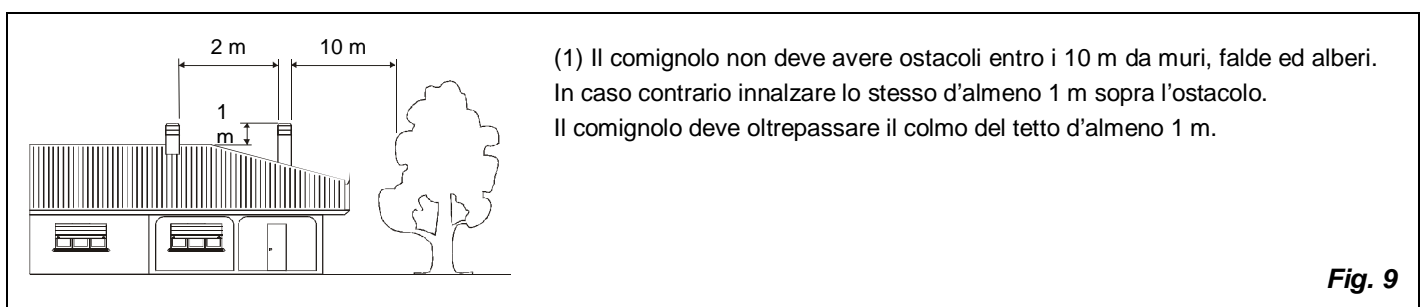 2 m 10 m
1
m
(1) Il comignolo non deve avere ostacoli entro i 10 m da muri, falde ed alberi.
In caso contrario innalzare lo stesso d’almeno 1 m sopra l’ostacolo.
Il comignolo deve oltrepassare il colmo del tetto d’almeno 1 m.
Fig. 9